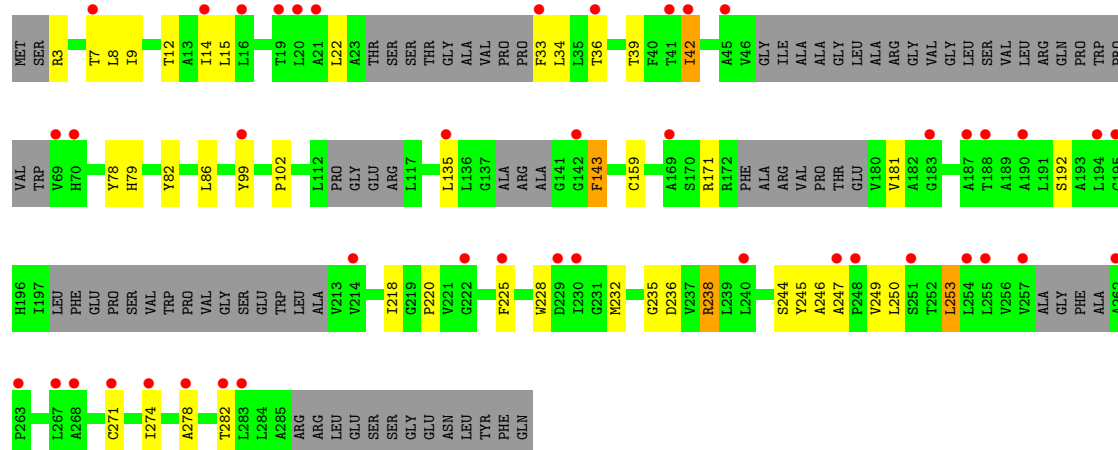 MET SER R3 T7 L8 I9 T12 A13 I14 L15 L16 T19 L20 A21 L22 A23 THR SER SER THR GLY ALA VAL PRO PRO F33 L34 L35 T36 T39 F40 T41 I42 A45 V46 GLY ILE ALA ALA GLY LEU ALA ARG GLY VAL GLY LEU SER VAL LEU ARG GLN PRO TRP PRO
VAL TRP V69 H70 Y78 H79 Y82 L86 Y99 P102 L112 PRO GLY GLU ARG L117 L135 L136 G137 ALA ARG ALA G141 G142 F143 C159 A169 S170 R171 R172 PHE ALA ARG VAL PRO THR GLU V180 V181 A182 G183 A187 T188 A189 A190 L191 S192 A193 L194
H196 I197 LEU PHE GLU PRO SER VAL TRP PRO VAL GLY SER GLU TRP LEU ALA V213 V214 I218 G219 P220 V221 G222 F225 W228 D229 I230 G231 M232 G235 D236 V237 R238 L239 L240 S244 Y245 A246 A247 P248 V249 L250 S251 T252 L253 L254 L255 V256 V257 ALA GLY PHE ALA A262
P263 L267 A268 C271 I274 A278 T282 L283 L284 A285 ARG ARG LEU GLU SER SER GLY GLU ASN LEU TYR PHE GLN